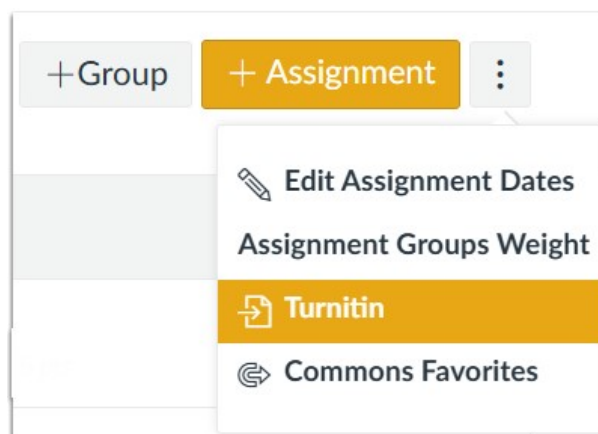 +Group + Assignment
Edit Assignment Dates
Assignment Groups Weight
Turnitin
Commons Favorites